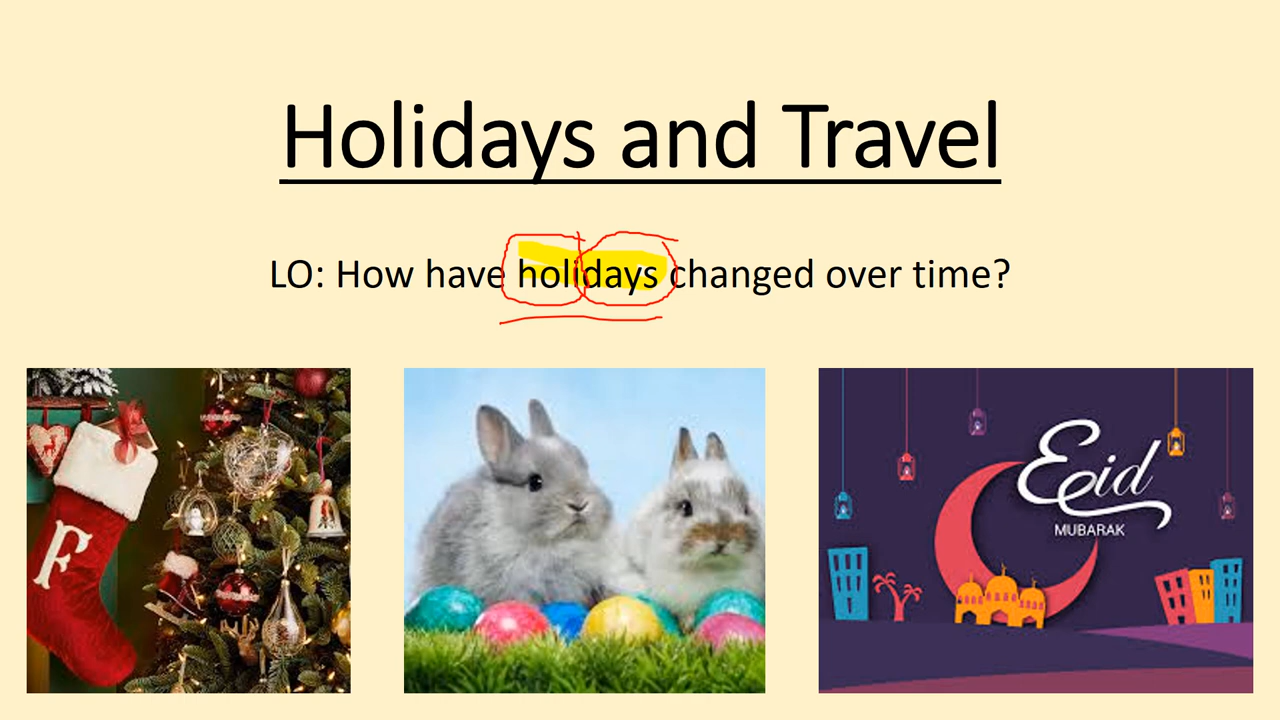 Holidays and Travel
LO: How have holidays changed over time?
F
Eid
MUBARAK